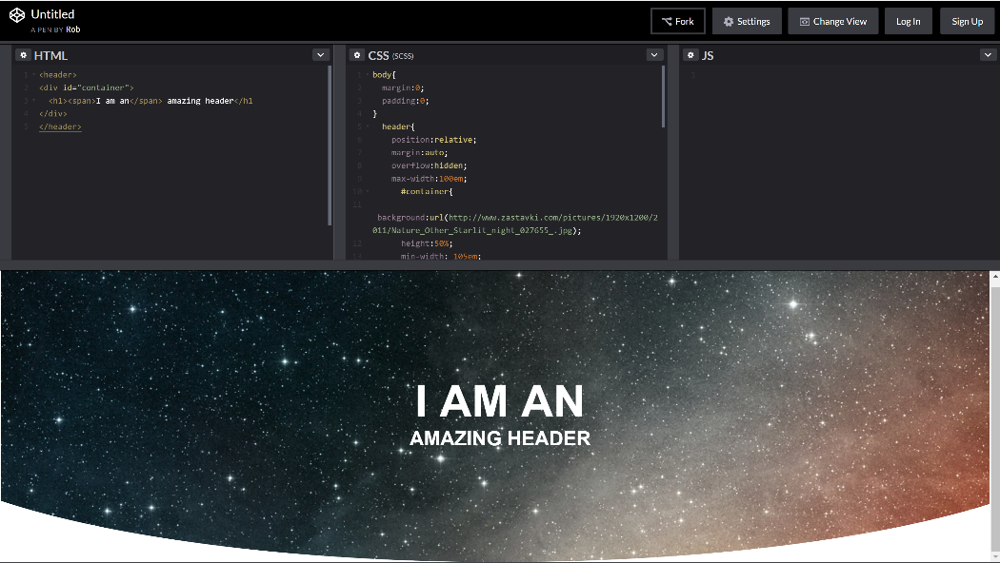 Untitled
A PEN BY Rob
Fork
Settings
Change View
Log In
Sign Up
HTML
1 <header>
2 <div id="container">
3 <h1><span>I am an</span> amazing header</h1
4 </div>
5 </header>
CSS (SCSS)
1 body{
2 margin:0;
3 padding:0;
4 }
5 header{
6 position:relative;
7 margin:auto;
8 overflow:hidden;
9 max-width:100em;
10 #container{
11
background:url(http://www.zastavki.com/pictures/1920x1200/2
011/Nature_Other_Starlit_night_027655_.jpg);
12 height:50%;
13 min-width: 105em;
JS
1
I AM AN
AMAZING HEADER